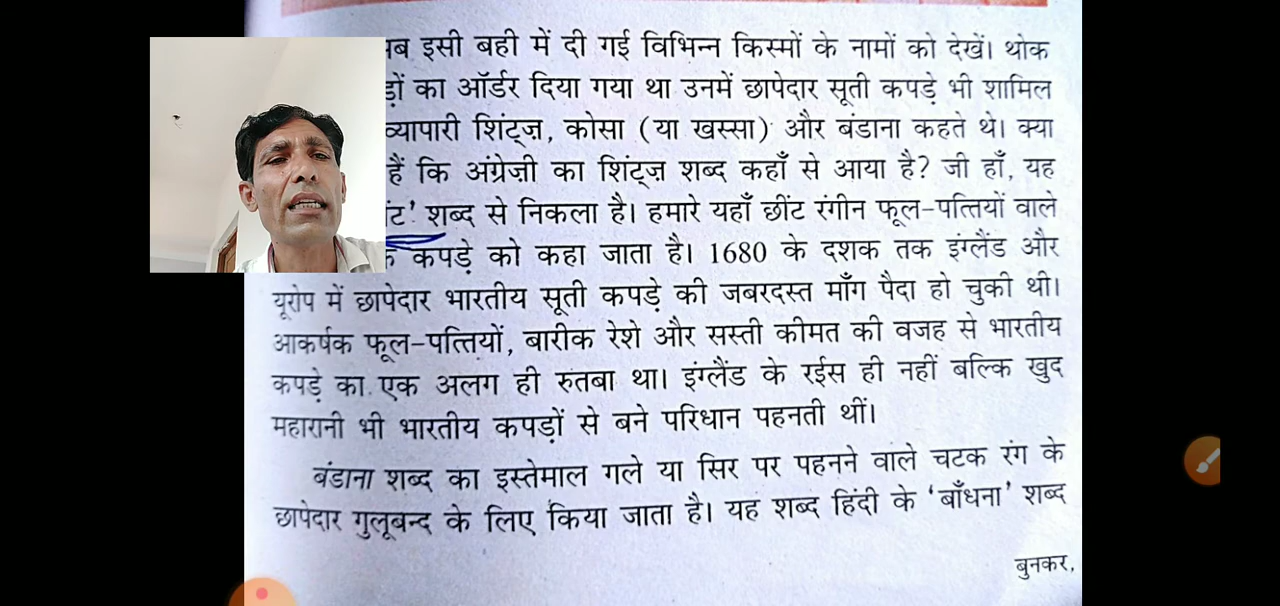 इसी बही में दी गई विभिन्न किस्मों के नामों को देखें। थोक
का ऑर्डर दिया गया था उनमें छापेदार सूती कपड़े भी शामिल
व्यापारी शिंट्ज़, कोसा (या खस्सा) और बंडाना कहते थे। क्या
हैं कि अंग्रेज़ी का शिंट्ज़ शब्द कहाँ से आया है? जी हाँ, यह
शब्द से निकला है। हमारे यहाँ छींट रंगीन फूल-पत्तियों वाले
कपड़े को कहा जाता है। 1680 के दशक तक इंग्लैंड और
यूरोप में छापेदार भारतीय सूती कपड़े की जबरदस्त माँग पैदा हो चुकी थी।
आकर्षक फूल-पत्तियों, बारीक रेशे और सस्ती कीमत की वजह से भारतीय
कपड़े का एक अलग ही रुतबा था। इंग्लैंड के रईस ही नहीं बल्कि खुद
महारानी भी भारतीय कपड़ों से बने परिधान पहनती थीं।
बंडाना शब्द का इस्तेमाल गले या सिर पर पहनने वाले चटक रंग के
छापेदार गुलूबन्द के लिए किया जाता है। यह शब्द हिंदी के 'बाँधना' शब्द
बुनकर,